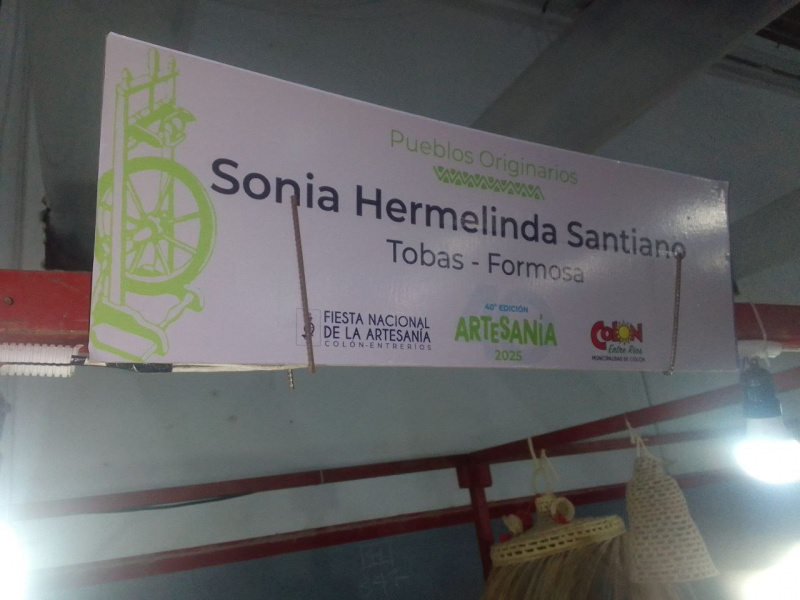 Pueblos Originarios
Sonia Hermelinda Santiano
Tobas - Formosa
FIESTA NACIONAL
DE LA ARTESANÍA
COLÓN - ENTRE RÍOS
40° EDICIÓN
ARTESANÍA
2025
COLÓN
Entre Ríos
MUNICIPALIDAD DE COLÓN